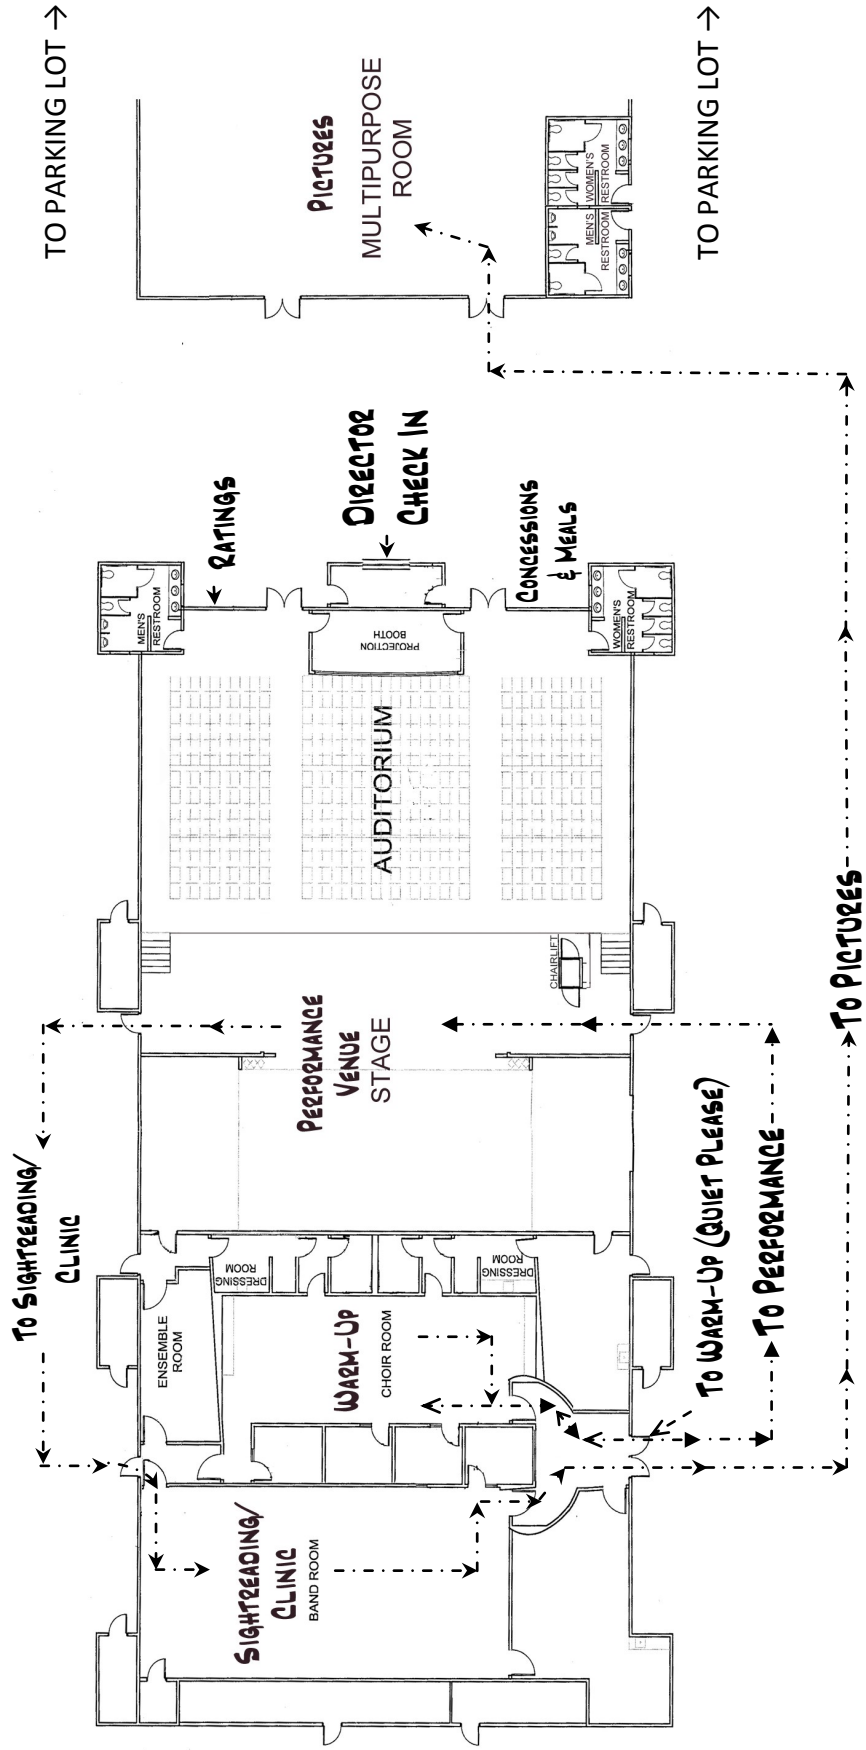 TO PARKING LOT →
TO PARKING LOT →
PICTURES
MULTIPURPOSE
ROOM
MEN'S
RESTROOM
WOMEN'S
RESTROOM
RATINGS
DIRECTOR
CHECK IN
CONCESSIONS
& MEALS
MEN'S
RESTROOM
PROJECTION
BOOTH
WOMEN'S
RESTROOM
AUDITORIUM
CHAIRLIFT
PERFORMANCE
VENUE
STAGE
TO SIGHTREADING/
CLINIC
ENSEMBLE
ROOM
DRESSING
ROOM
DRESSING
ROOM
WARM-UP
CHOIR ROOM
SIGHTREADING/
CLINIC
BAND ROOM
TO WARM-UP (QUIET PLEASE)
TO PERFORMANCE
TO PICTURES